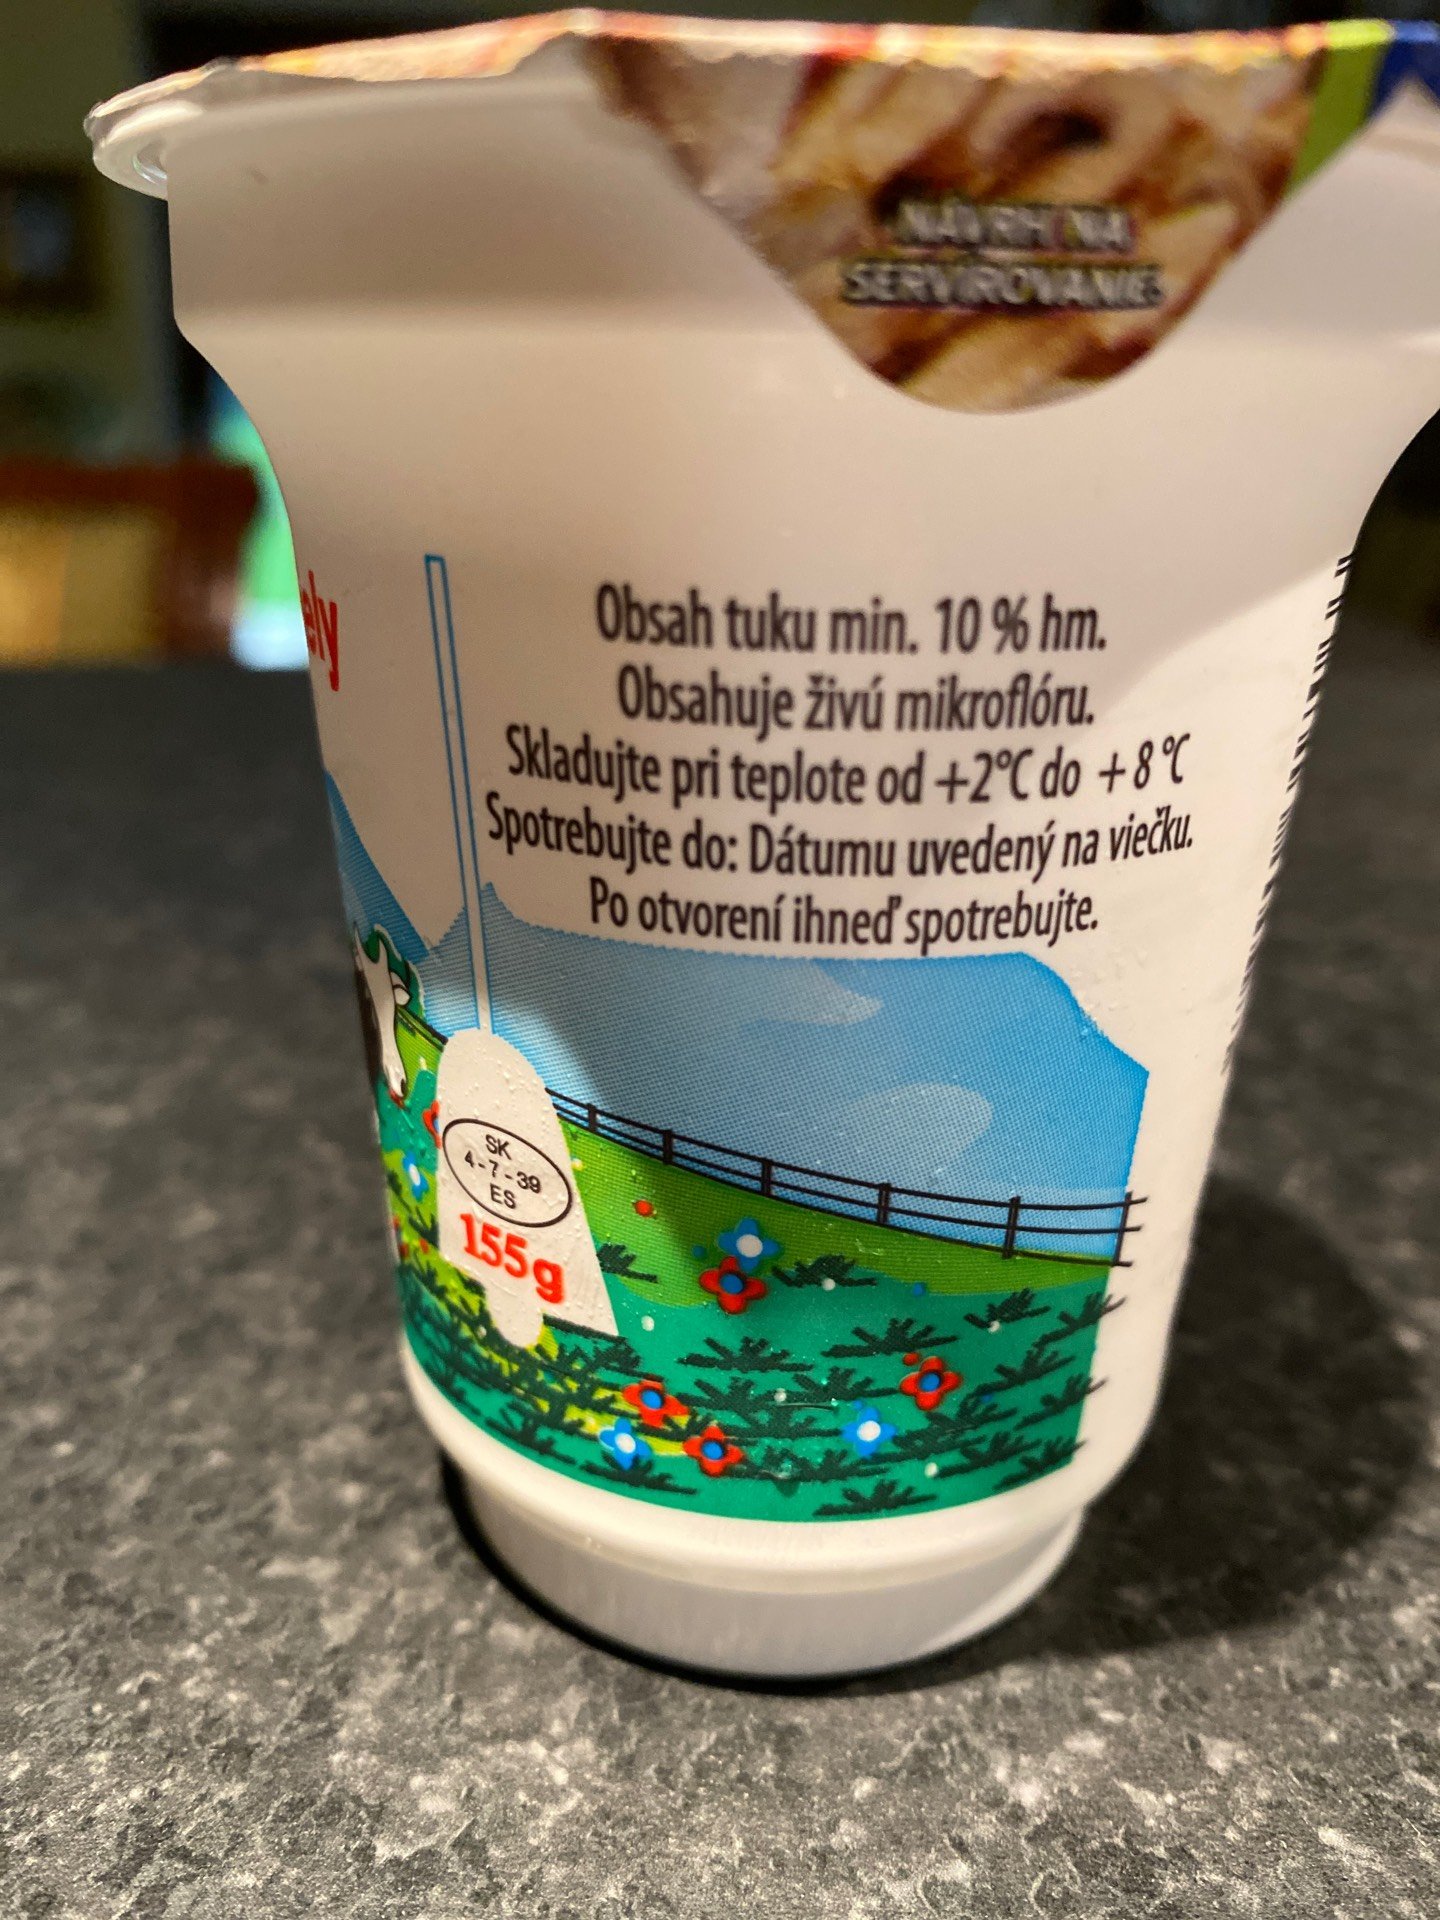 NÁVRH NA
SERVÍROVANIE
ely
Obsah tuku min. 10 % hm.
Obsahuje živú mikroflóru.
Skladujte pri teplote od +2°C do +8 °C
Spotrebujte do: Dátumu uvedený na viečku.
Po otvorení ihneď spotrebujte.
SK
4-7-39
ES
155g